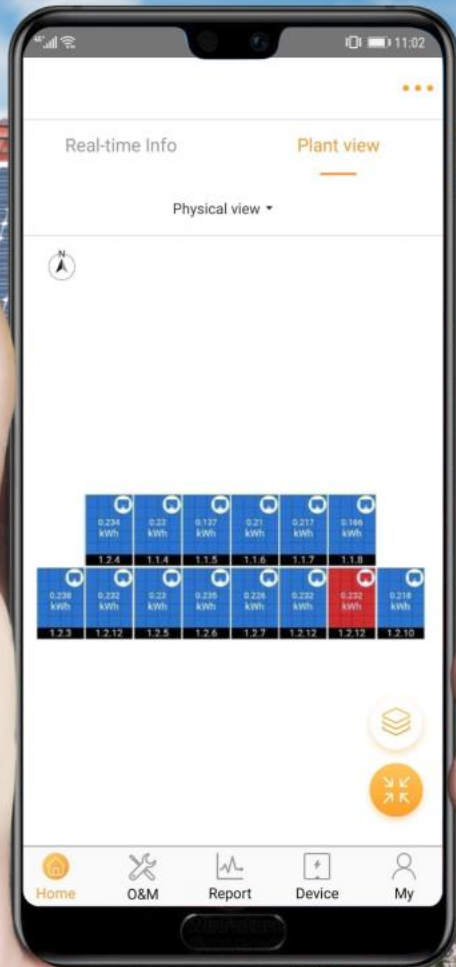 11:02
Real-time Info Plant view
Physical view
N
0.234 kWh 0.23 kWh 0.137 kWh 0.21 kWh 0.217 kWh 0.166 kWh
1.2.4 1.1.4 1.1.5 1.1.6 1.1.7 1.1.8
0.238 kWh 0.232 kWh 0.23 kWh 0.235 kWh 0.226 kWh 0.232 kWh 0.232 kWh 0.218 kWh
1.2.3 1.2.12 1.2.5 1.2.6 1.2.7 1.2.12 1.2.12 1.2.10
Home O&M Report Device My